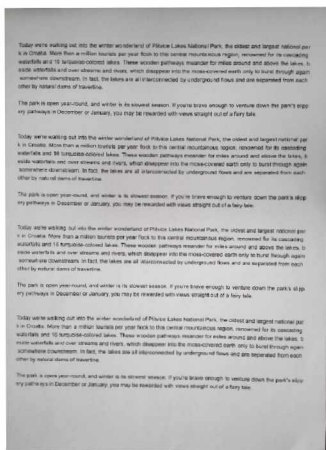 Today we're walking out into the winter wonderland of Plitvice Lakes National Park, the oldest and largest national par
k in Croatia. More than a million tourists per year flock to this central mountainous region, renowned for its cascading
waterfalls and 16 turquoise-colored lakes. These wooden pathways meander for miles around and above the lakes, b
eside waterfalls and over streams and rivers, which disappear into the moss-covered earth only to burst through again
somewhere downstream. In fact, the lakes are all interconnected by underground flows and are separated from each
other by natural dams of travertine.
The park is open year-round, and winter is its slowest season. If you're brave enough to venture down the park's slipp
ery pathways in December or January, you may be rewarded with views straight out of a fairy tale.
Today we're walking out into the winter wonderland of Plitvice Lakes National Park, the oldest and largest national par
k in Croatia. More than a million tourists per year flock to this central mountainous region, renowned for its cascading
waterfalls and 16 turquoise-colored lakes. These wooden pathways meander for miles around and above the lakes, b
eside waterfalls and over streams and rivers, which disappear into the moss-covered earth only to burst through again
somewhere downstream. In fact, the lakes are all interconnected by underground flows and are separated from each
other by natural dams of travertine.
The park is open year-round, and winter is its slowest season. If you're brave enough to venture down the park's slipp
ery pathways in December or January, you may be rewarded with views straight out of a fairy tale.
Today we're walking out into the winter wonderland of Plitvice Lakes National Park, the oldest and largest national par
k in Croatia. More than a million tourists per year flock to this central mountainous region, renowned for its cascading
waterfalls and 16 turquoise-colored lakes. These wooden pathways meander for miles around and above the lakes, b
eside waterfalls and over streams and rivers, which disappear into the moss-covered earth only to burst through again
somewhere downstream. In fact, the lakes are all interconnected by underground flows and are separated from each
other by natural dams of travertine.
The park is open year-round, and winter is its slowest season. If you're brave enough to venture down the park's slipp
ery pathways in December or January, you may be rewarded with views straight out of a fairy tale.
Today we're walking out into the winter wonderland of Plitvice Lakes National Park, the oldest and largest national par
k in Croatia. More than a million tourists per year flock to this central mountainous region, renowned for its cascading
waterfalls and 16 turquoise-colored lakes. These wooden pathways meander for miles around and above the lakes, b
eside waterfalls and over streams and rivers, which disappear into the moss-covered earth only to burst through again
somewhere downstream. In fact, the lakes are all interconnected by underground flows and are separated from each
other by natural dams of travertine.
The park is open year-round, and winter is its slowest season. If you're brave enough to venture down the park's slipp
ery pathways in December or January, you may be rewarded with views straight out of a fairy tale.